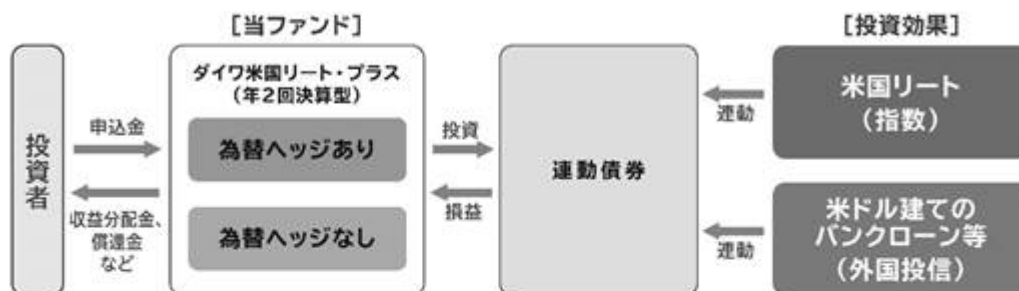 ［当ファンド］
［投資効果］
投資者
申込金
収益分配金、
償還金
など
ダイワ米国リート・プラス
（年2回決算型）
為替ヘッジあり
為替ヘッジなし
投資
損益
連動債券
連動
米国リート
（指数）
連動
米ドル建ての
バンクローン等
（外国投信）